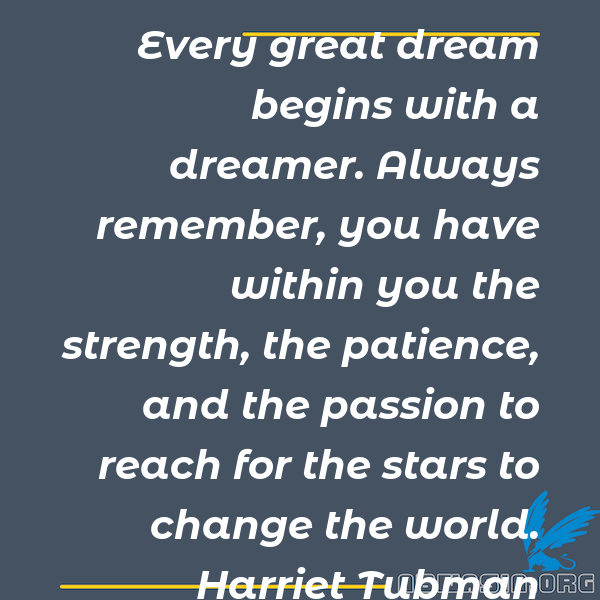 Every great dream
begins with a
dreamer. Always
remember, you have
within you the
strength, the patience,
and the passion to
reach for the stars to
change the world.
Harriet Tubman